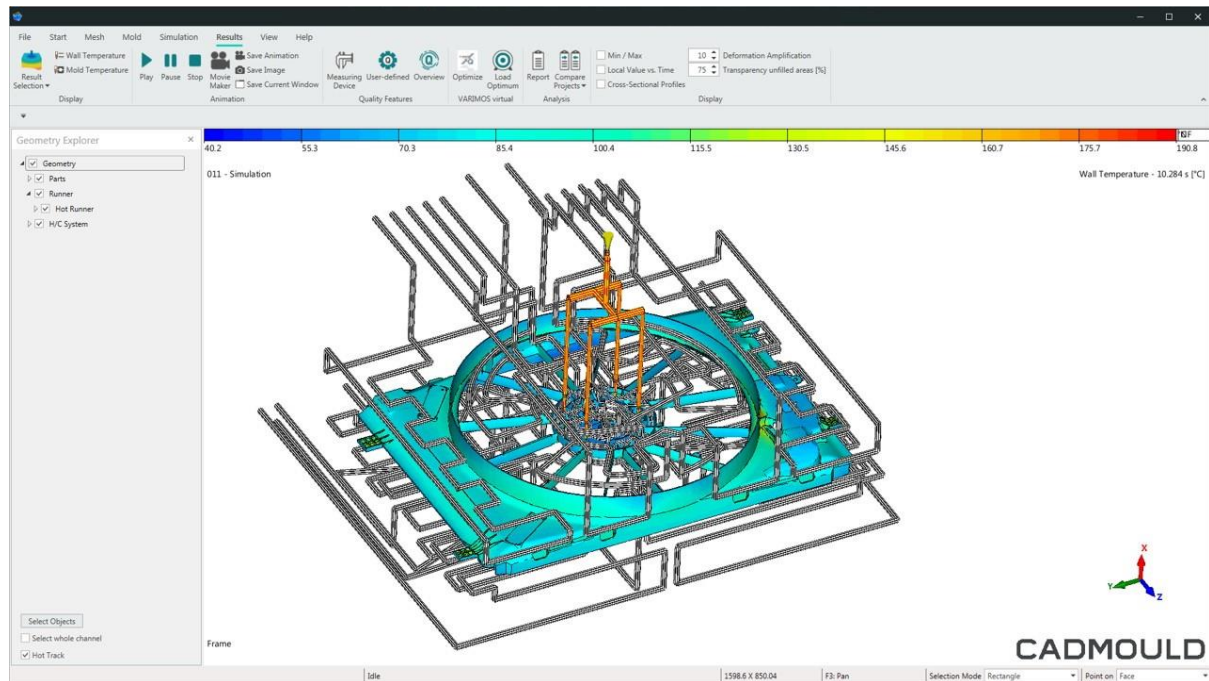 File Start Mesh Mold Simulation Results View Help
Wall Temperature Save Animation Min / Max 10 Deformation Amplification
Mold Temperature Save Image Local Value vs. Time 75 Transparency unfilled areas [%]
Result Selection Play Pause Stop Movie Maker Save Current Window Measuring Device User-defined Overview Optimize Load Optimum Report Compare Projects Cross-Sectional Profiles
Display Animation Quality Features VARIMOS virtual Analysis Display
Geometry Explorer
40.2 55.3 70.3 85.4 100.4 115.5 130.5 145.6 160.7 175.7 190.8
Geometry
Parts
Runner
Hot Runner
H/C System
011 - Simulation
Wall Temperature - 10.284 s [°C]
X
Y
Z
Select Objects
Select whole channel
Hot Track
Frame
CADMOULD
Idle 1598.6 X 850.04 F3: Pan Selection Mode Rectangle Point on Face